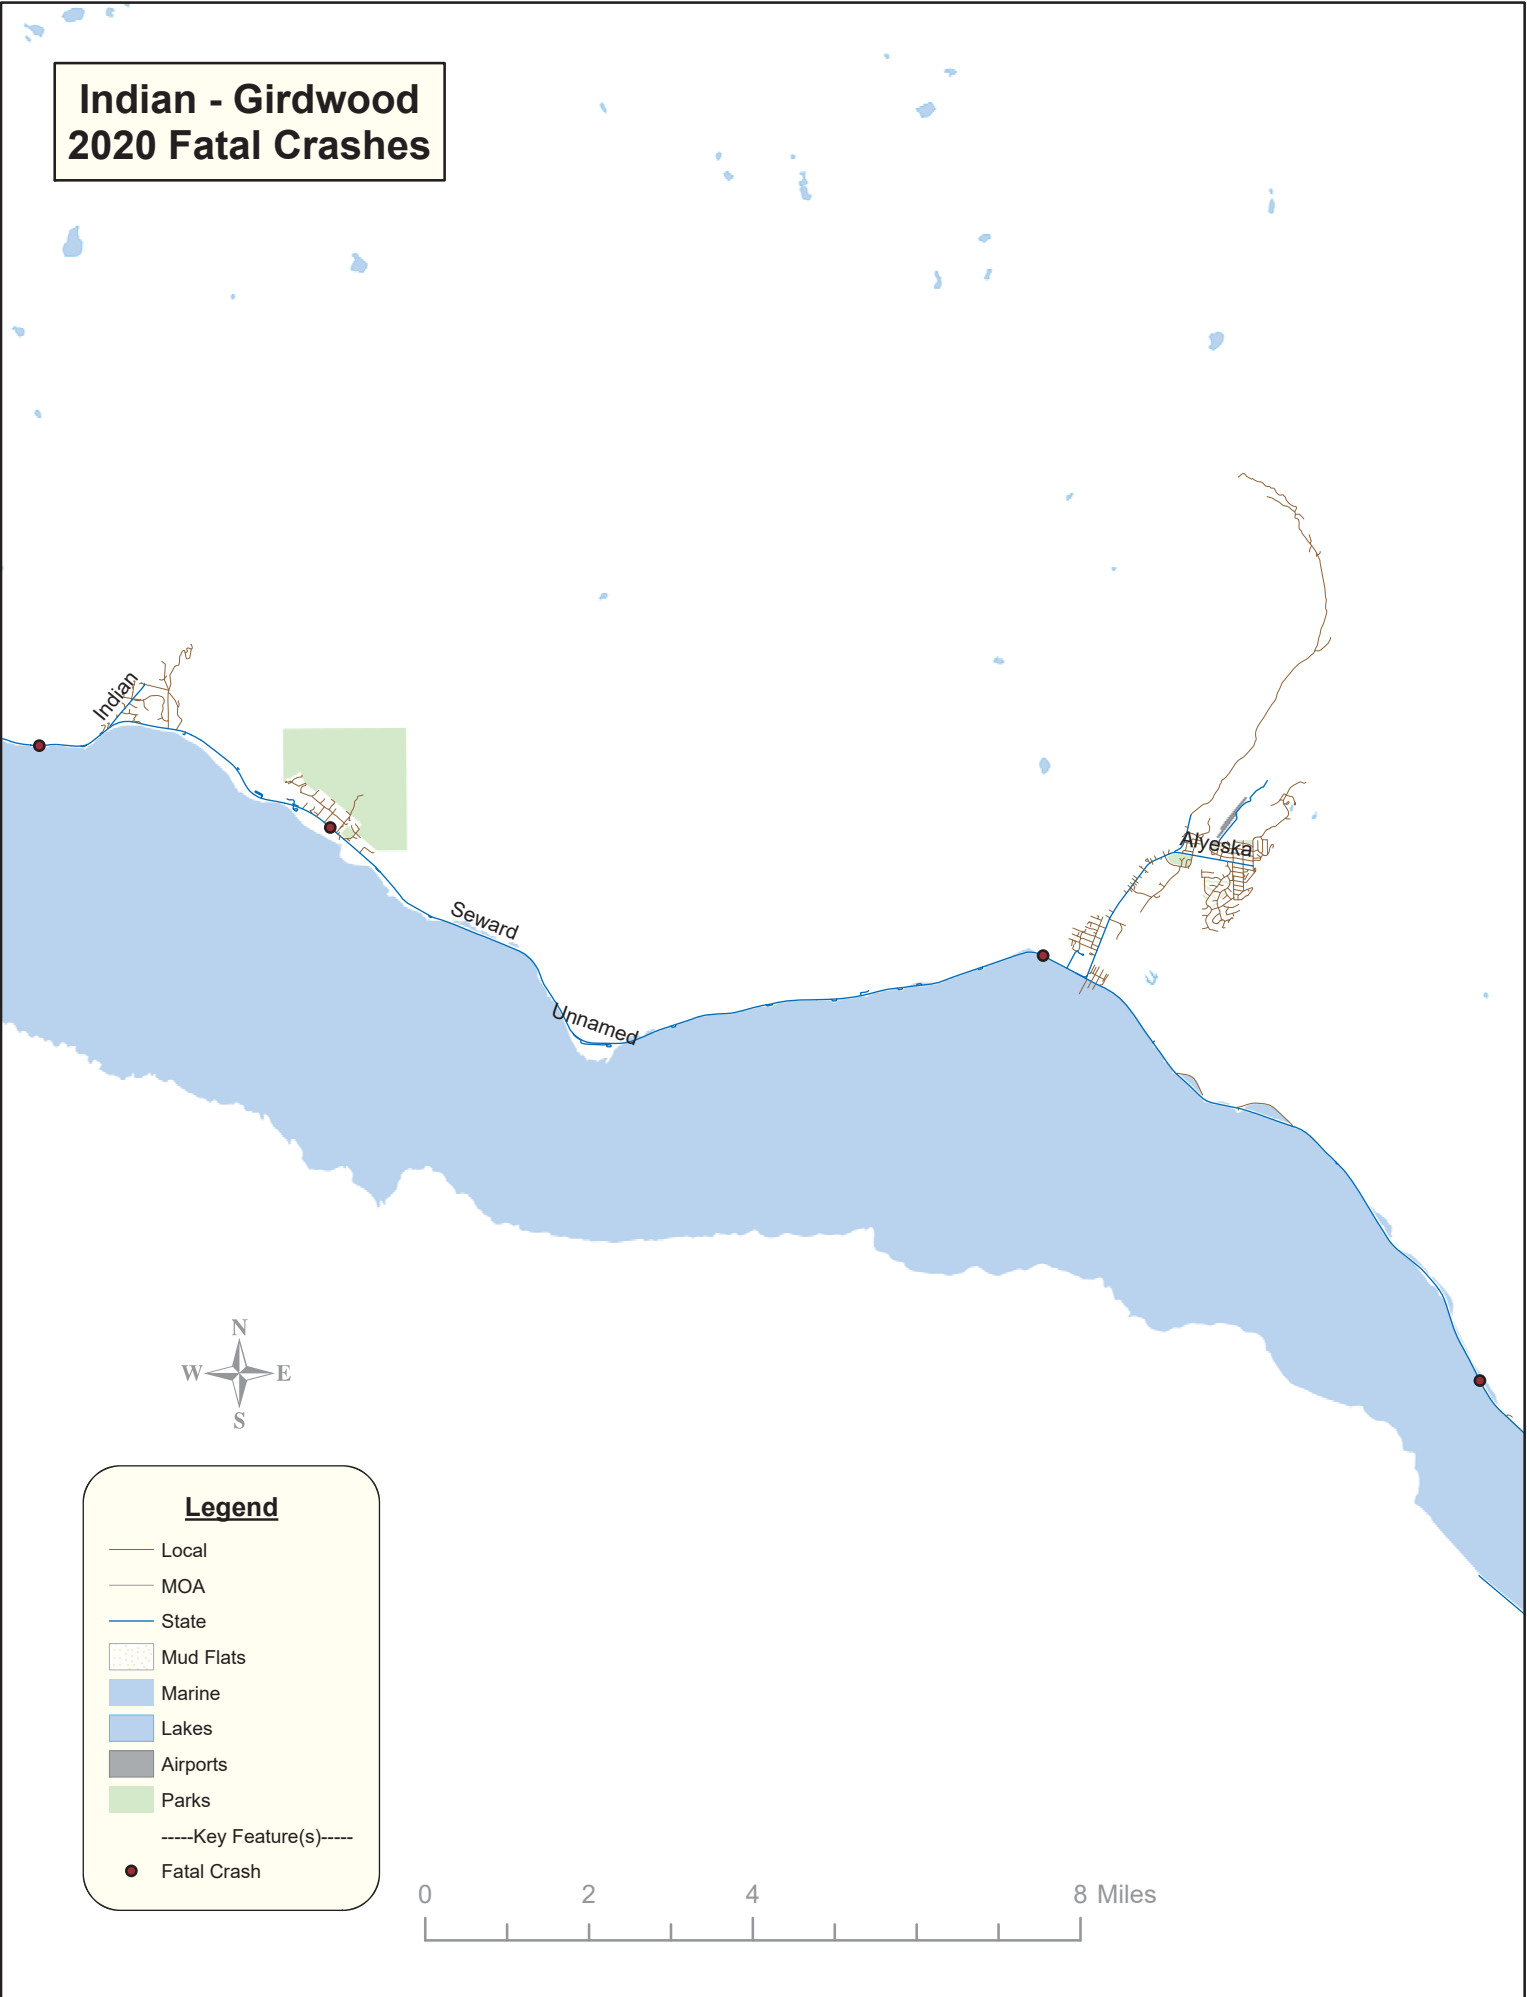 Indian - Girdwood
2020 Fatal Crashes
Indian
Alyeska
Seward
Unnamed
N
W E
S
Legend
Local
MOA
State
Mud Flats
Marine
Lakes
Airports
Parks
-----Key Feature(s)-----
Fatal Crash
0 2 4 8 Miles